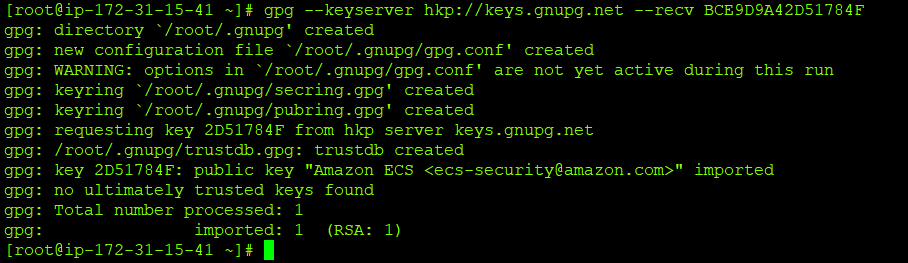 [root@ip-172-31-15-41 ~]# gpg --keyserver hkp://keys.gnupg.net --recv BCE9D9A42D51784F
gpg: directory `/root/.gnupg' created
gpg: new configuration file `/root/.gnupg/gpg.conf' created
gpg: WARNING: options in `/root/.gnupg/gpg.conf' are not yet active during this run
gpg: keyring `/root/.gnupg/secring.gpg' created
gpg: keyring `/root/.gnupg/pubring.gpg' created
gpg: requesting key 2D51784F from hkp server keys.gnupg.net
gpg: /root/.gnupg/trustdb.gpg: trustdb created
gpg: key 2D51784F: public key "Amazon ECS <ecs-security@amazon.com>" imported
gpg: no ultimately trusted keys found
gpg: Total number processed: 1
gpg:               imported: 1  (RSA: 1)
[root@ip-172-31-15-41 ~]#